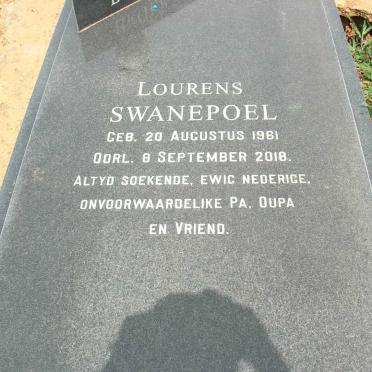 LOURENS
SWANEPOEL
GEB. 20 AUGUSTUS 1961
OORL. 8 SEPTEMBER 2018.
ALTYD SOEKENDE, EWIG NEDERIGE,
ONVOORWAARDELIKE PA, OUPA
EN VRIEND.